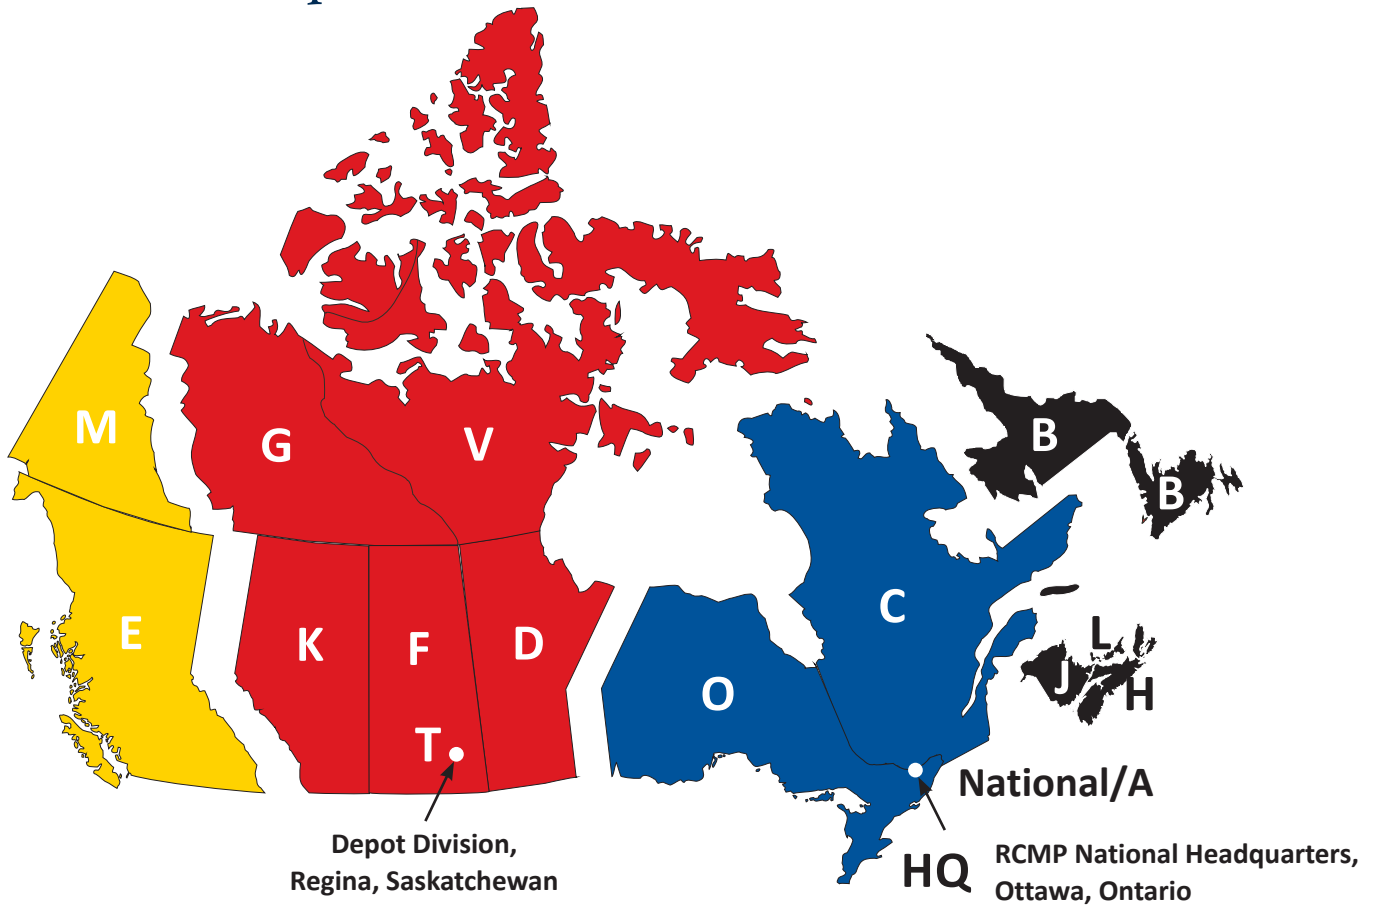 M
G
V
B
B
E
K
F
D
C
O
L
J
H
T
National/A
Depot Division,
Regina, Saskatchewan
HQ
RCMP National Headquarters,
Ottawa, Ontario